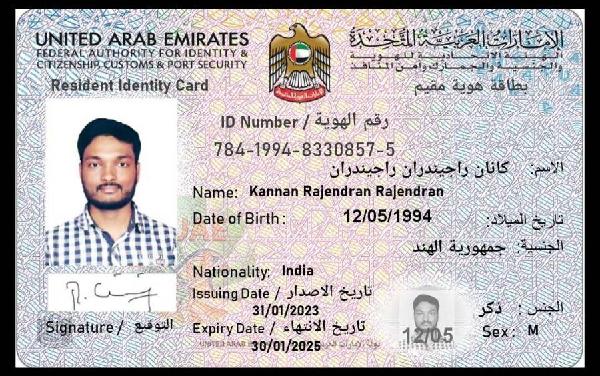 UNITED ARAB EMIRATES
الإمارات العربية المتحدة
FEDERAL AUTHORITY FOR IDENTITY &
CITIZENSHIP, CUSTOMS & PORT SECURITY
الهيئة الاتحادية للهوية
والجنسية والجمارك وأمن المنافذ
Resident Identity Card
بطاقة هوية مقيم
ID Number / رقم الهوية
784-1994-8330857-5
الاسم: كانان راجيندران راجيندران
Name: Kannan Rajendran Rajendran
Date of Birth: 12/05/1994 تاريخ الميلاد:
الجنسية: جمهورية الهند
Nationality: India
Issuing Date / تاريخ الاصدار
31/01/2023
الجنس: ذكر
Signature / التوقيع
Expiry Date / تاريخ الانتهاء
12/05
Sex: M
30/01/2025